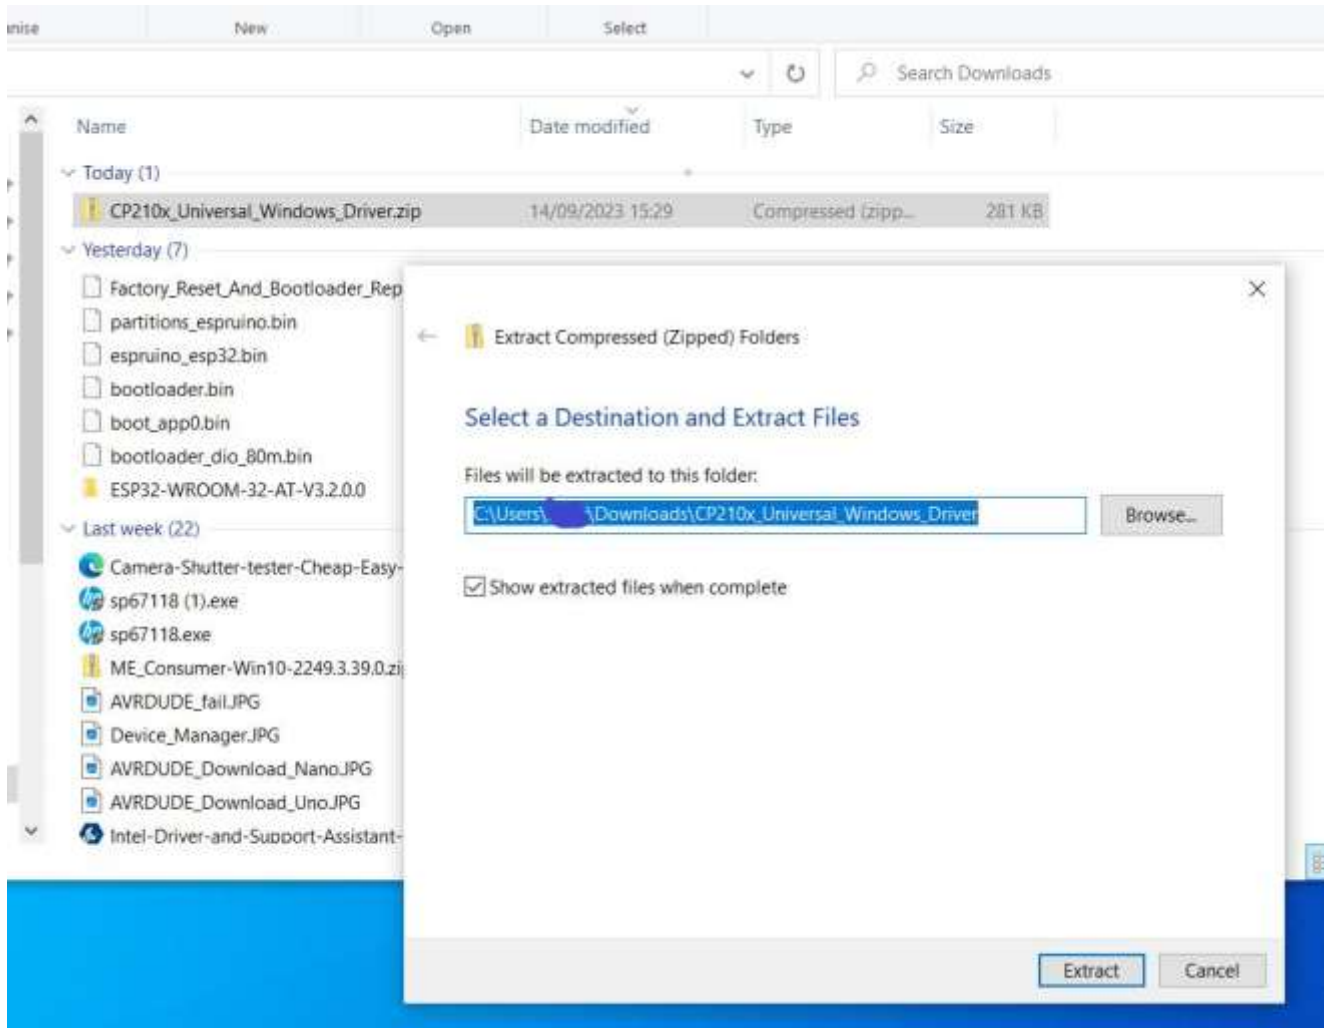 New Open Select
Search Downloads
Name Date modified Type Size
Today (1)
CP210x_Universal_Windows_Driver.zip 14/09/2023 15:29 Compressed (zipp... 281 KB
Yesterday (7)
Factory_Reset_And_Bootloader_Rep
partitions_espruino.bin
espruino_esp32.bin
bootloader.bin
boot_app0.bin
bootloader_dio_80m.bin
ESP32-WROOM-32-AT-V3.2.0.0
Last week (22)
Camera-Shutter-tester-Cheap-Easy-
sp67118 (1).exe
sp67118.exe
ME_Consumer-Win10-2249.3.39.0.zi
AVRDUDE_fail.JPG
Device_Manager.JPG
AVRDUDE_Download_Nano.JPG
AVRDUDE_Download_Uno.JPG
Intel-Driver-and-Support-Assistant-
Extract Compressed (Zipped) Folders
Select a Destination and Extract Files
Files will be extracted to this folder:
C:\Users\ \Downloads\CP210x_Universal_Windows_Driver
Browse...
Show extracted files when complete
Extract Cancel